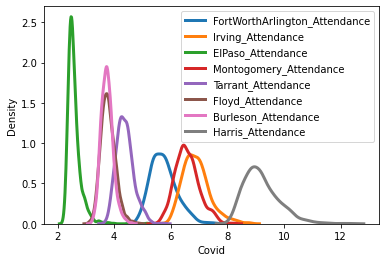 FortWorthArlington_Attendance
Irving_Attendance
ElPaso_Attendance
Montogomery_Attendance
Tarrant_Attendance
Floyd_Attendance
Burleson_Attendance
Harris_Attendance
Density
2.5
2.0
1.5
1.0
0.5
0.0
2 4 6 8 10 12
Covid